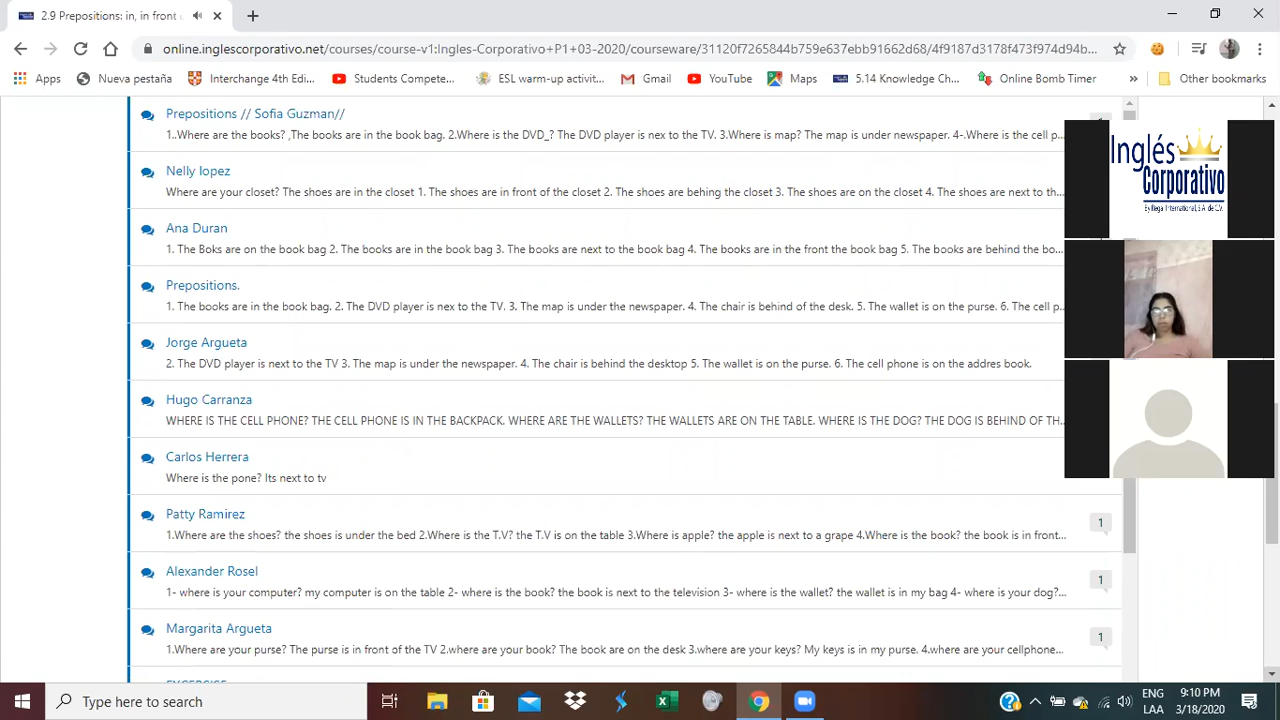 2.9 Prepositions: in, in front o
online.inglescorporativo.net/courses/course-v1:Ingles-Corporativo+P1+03-2020/courseware/31120f7265844b759e637ebb91662d68/4f9187d3178f473f974d94b...
Apps
Nueva pestaña
Interchange 4th Edi...
Students Compete...
ESL warm-up activit...
Gmail
YouTube
Maps
5.14 Knowledge Ch...
Online Bomb Timer
»
Other bookmarks
Prepositions // Sofia Guzman//
1..Where are the books? ,The books are in the book bag. 2.Where is the DVD_? The DVD player is nex to the TV. 3.Where is map? The map is under newspaper. 4-.Where is the cell p...
Nelly lopez
Where are your closet? The shoes are in the closet 1. The shoes are in front of the closet 2. The shoes are behing the closet 3. The shoes are on the closet 4. The shoes are next to th...
Ana Duran
1. The Boks are on the book bag 2. The books are in the book bag 3. The books are next to the book bag 4. The books are in the front the book bag 5. The books are behind the bo...
Prepositions.
1. The books are in the book bag. 2. The DVD player is nex to the TV. 3. The map is under the newspaper. 4. The chair is behind of the desk. 5. The wallet is on the purse. 6. The cell p...
Jorge Argueta
2. The DVD player is next to the TV 3. The map is under the newspaper. 4. The chair is behind the desktop 5. The wallet is on the purse. 6. The cell phone is on the addres book.
Hugo Carranza
WHERE IS THE CELL PHONE? THE CELL PHONE IS IN THE BACKPACK. WHERE ARE THE WALLETS? THE WALLETS ARE ON THE TABLE. WHERE IS THE DOG? THE DOG IS BEHIND OF TH...
Carlos Herrera
Where is the pone? Its next to tv
Patty Ramirez
1.Where are the shoes? the shoes is under the bed 2.Where is the T.V? the T.V is on the table 3.Where is apple? the apple is next to a grape 4.Where is the book? the book is in front...
1
Alexander Rosel
1- where is your computer? my computer is on the table 2- where is the book? the book is next to the television 3- where is the wallet? the wallet is in my bag 4- where is your dog?...
1
Margarita Argueta
1.Where are your purse? The purse is in front of the TV 2.where are your book? The book are on the desk 3.where are your keys? My keys is in my purse. 4.where are your cellphone...
1
Inglés
Corporativo
Type here to search
ENG
LAA
9:10 PM
3/18/2020